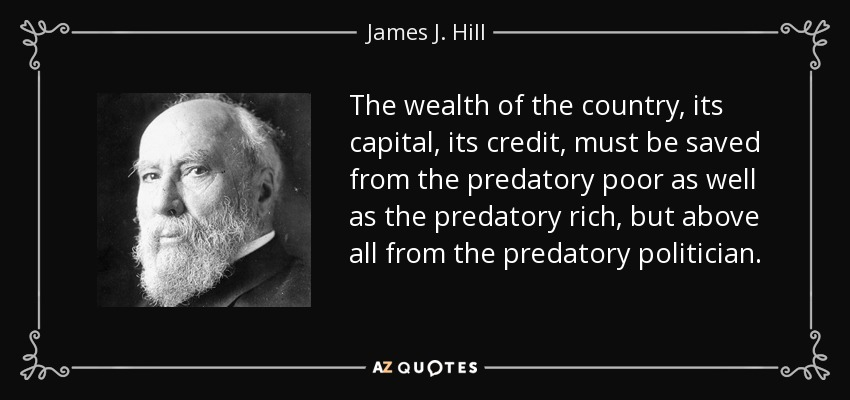 James J. Hill
The wealth of the country, its
capital, its credit, must be saved
from the predatory poor as well
as the predatory rich, but above
all from the predatory politician.
AZ QUOTES